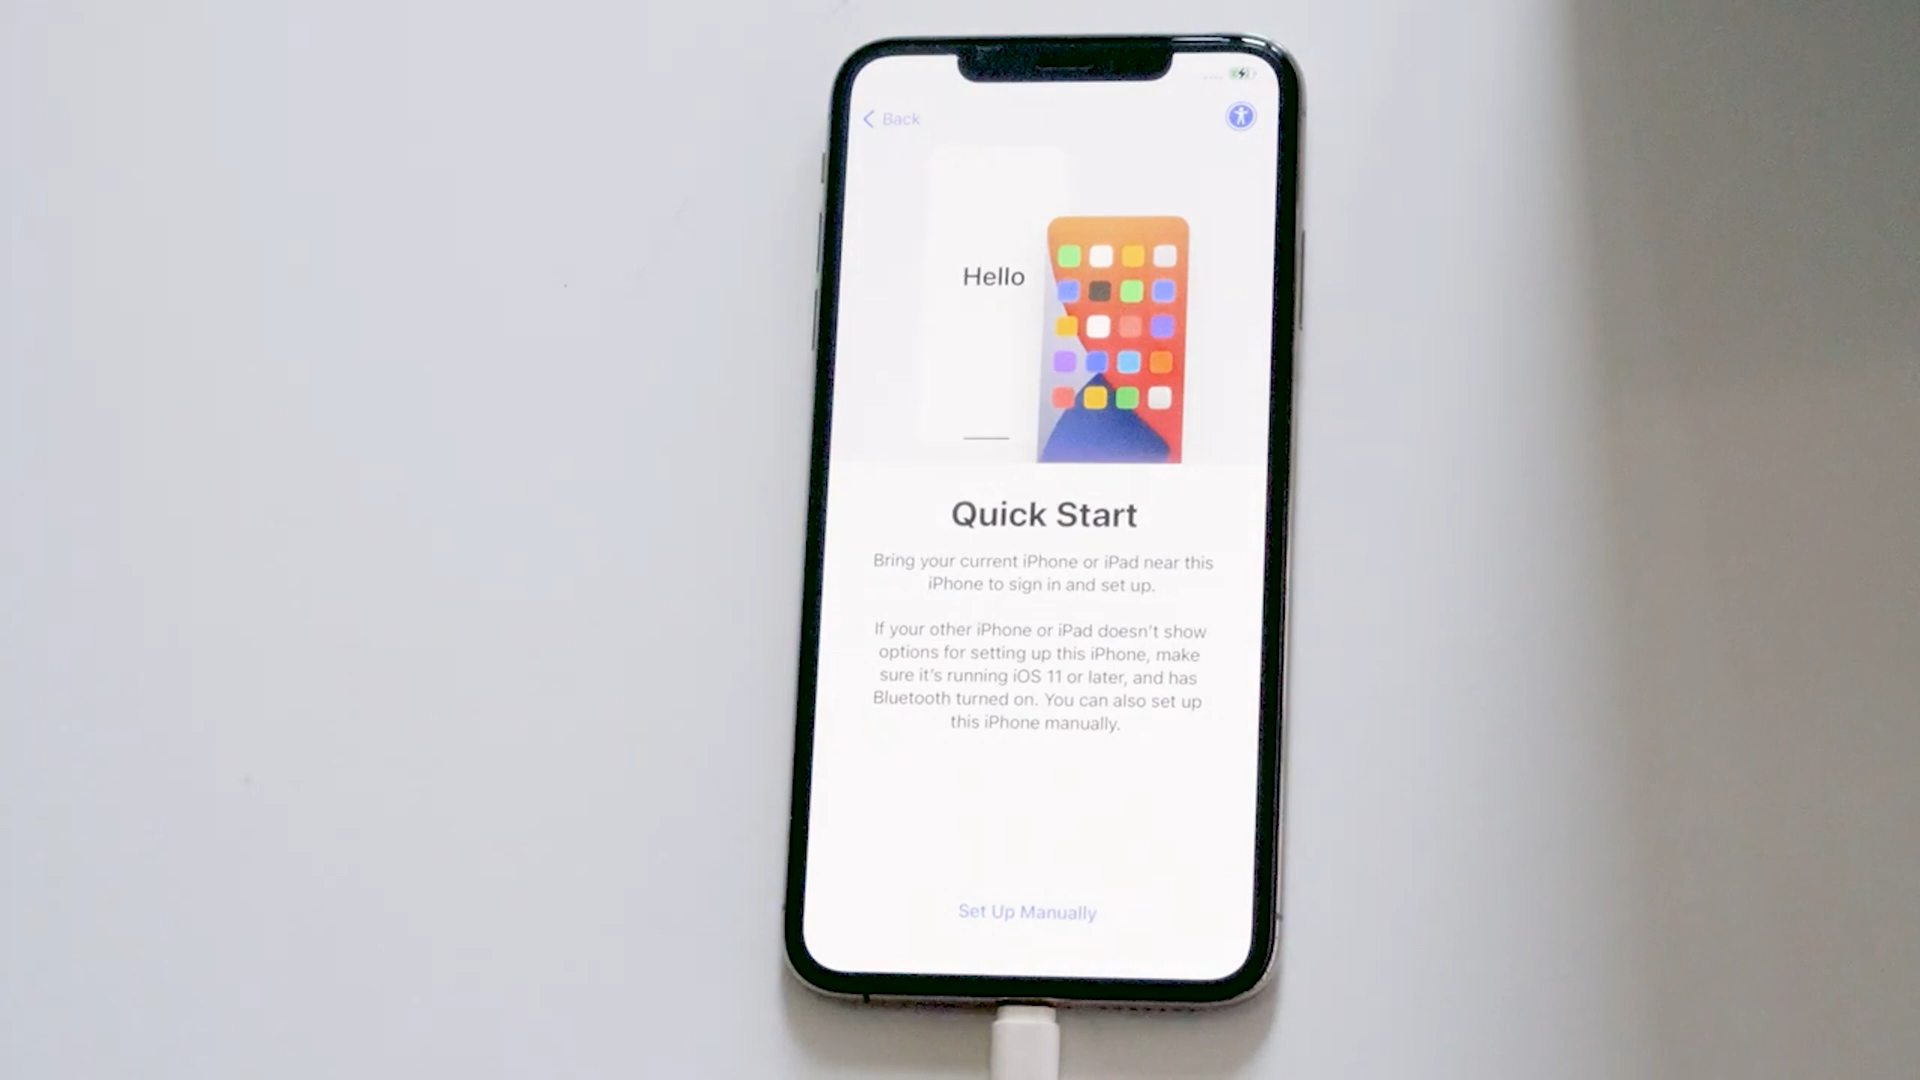 Back
Hello
Quick Start
Bring your current iPhone or iPad near this
iPhone to sign in and set up.
If your other iPhone or iPad doesn't show
options for setting up this iPhone, make
sure it's running iOS 11 or later, and has
Bluetooth turned on. You can also set up
this iPhone manually.
Set Up Manually